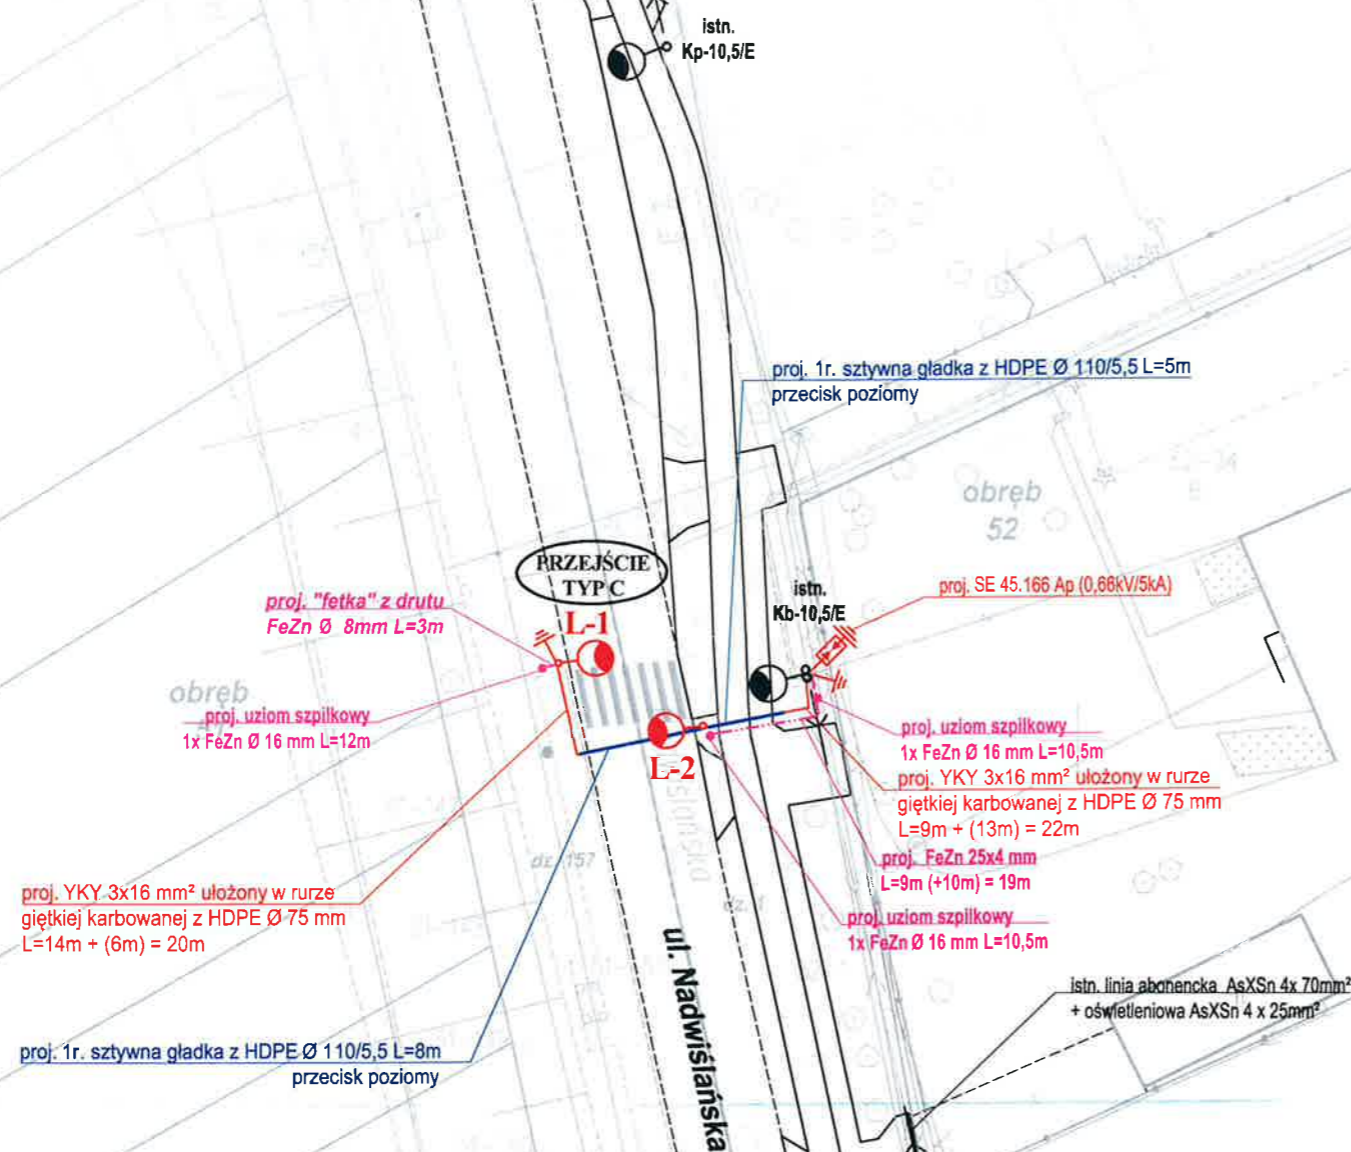 istn.
Kp-10,5/E
proj. 1r. sztywna gładka z HDPE Ø 110/5,5 L=5m
przecisk poziomy
obręb
52
PRZEJŚCIE
TYP C
proj. "fetka" z drutu
FeZn Ø 8mm L=3m
L-1
istn.
Kb-10,5/E
proj. SE 45.166 Ap (0,66kV/5kA)
obręb
proj. uziom szpilkowy
1x FeZn Ø 16 mm L=12m
L-2
proj. uziom szpilkowy
1x FeZn Ø 16 mm L=10,5m
proj. YKY 3x16 mm² ułożony w rurze
giętkiej karbowanej z HDPE Ø 75 mm
L=9m + (13m) = 22m
proj. FeZn 25x4 mm
L=9m (+10m) = 19m
proj. uziom szpilkowy
1x FeZn Ø 16 mm L=10,5m
dz. 157
proj. YKY 3x16 mm² ułożony w rurze
giętkiej karbowanej z HDPE Ø 75 mm
L=14m + (6m) = 20m
ul. Nadwiślańska
istn. linia abonencka AsXSn 4x 70mm²
+ oświetleniowa AsXSn 4 x 25mm²
proj. 1r. sztywna gładka z HDPE Ø 110/5,5 L=8m
przecisk poziomy